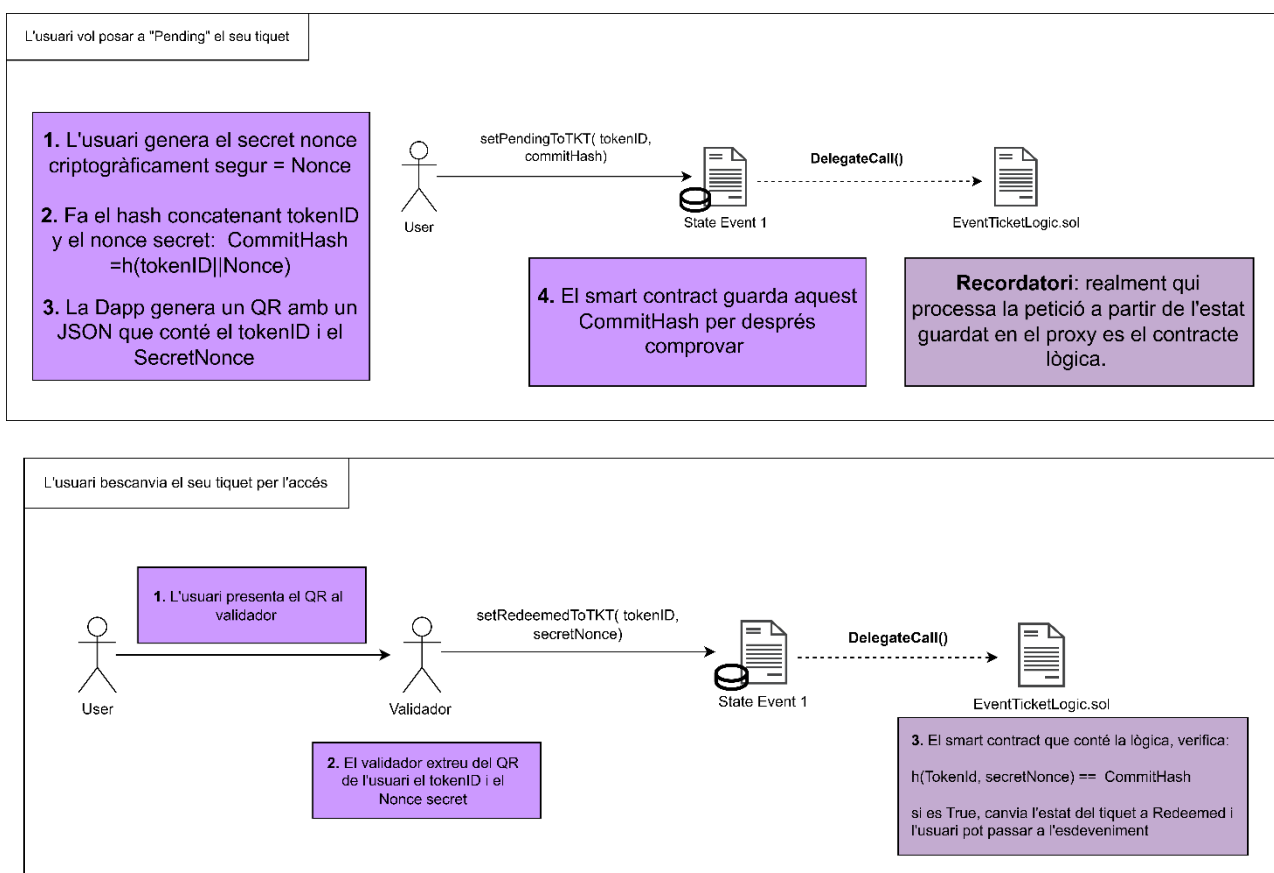 L'usuari vol posar a "Pending" el seu tiquet
1. L'usuari genera el secret nonce
criptogràficament segur = Nonce
2. Fa el hash concatenant tokenID
y el nonce secret: CommitHash
=h(tokenID||Nonce)
3. La Dapp genera un QR amb un
JSON que conté el tokenID i el
SecretNonce
User
setPendingToTKT( tokenID,
commitHash)
State Event 1
DelegateCall()
EventTicketLogic.sol
4. El smart contract guarda aquest
CommitHash per després
comprovar
Recordatori: realment qui
processa la petició a partir de l'estat
guardat en el proxy es el contracte
lògica.
L'usuari bescanvia el seu tiquet per l'accés
1. L'usuari presenta el QR al
validador
User
Validador
setRedeemedToTKT( tokenID,
secretNonce)
State Event 1
DelegateCall()
EventTicketLogic.sol
2. El validador extreu del QR
de l'usuari el tokenID i el
Nonce secret
3. El smart contract que conté la lògica, verifica:
h(TokenId, secretNonce) == CommitHash
si es True, canvia l'estat del tiquet a Redeemed i
l'usuari pot passar a l'esdeveniment